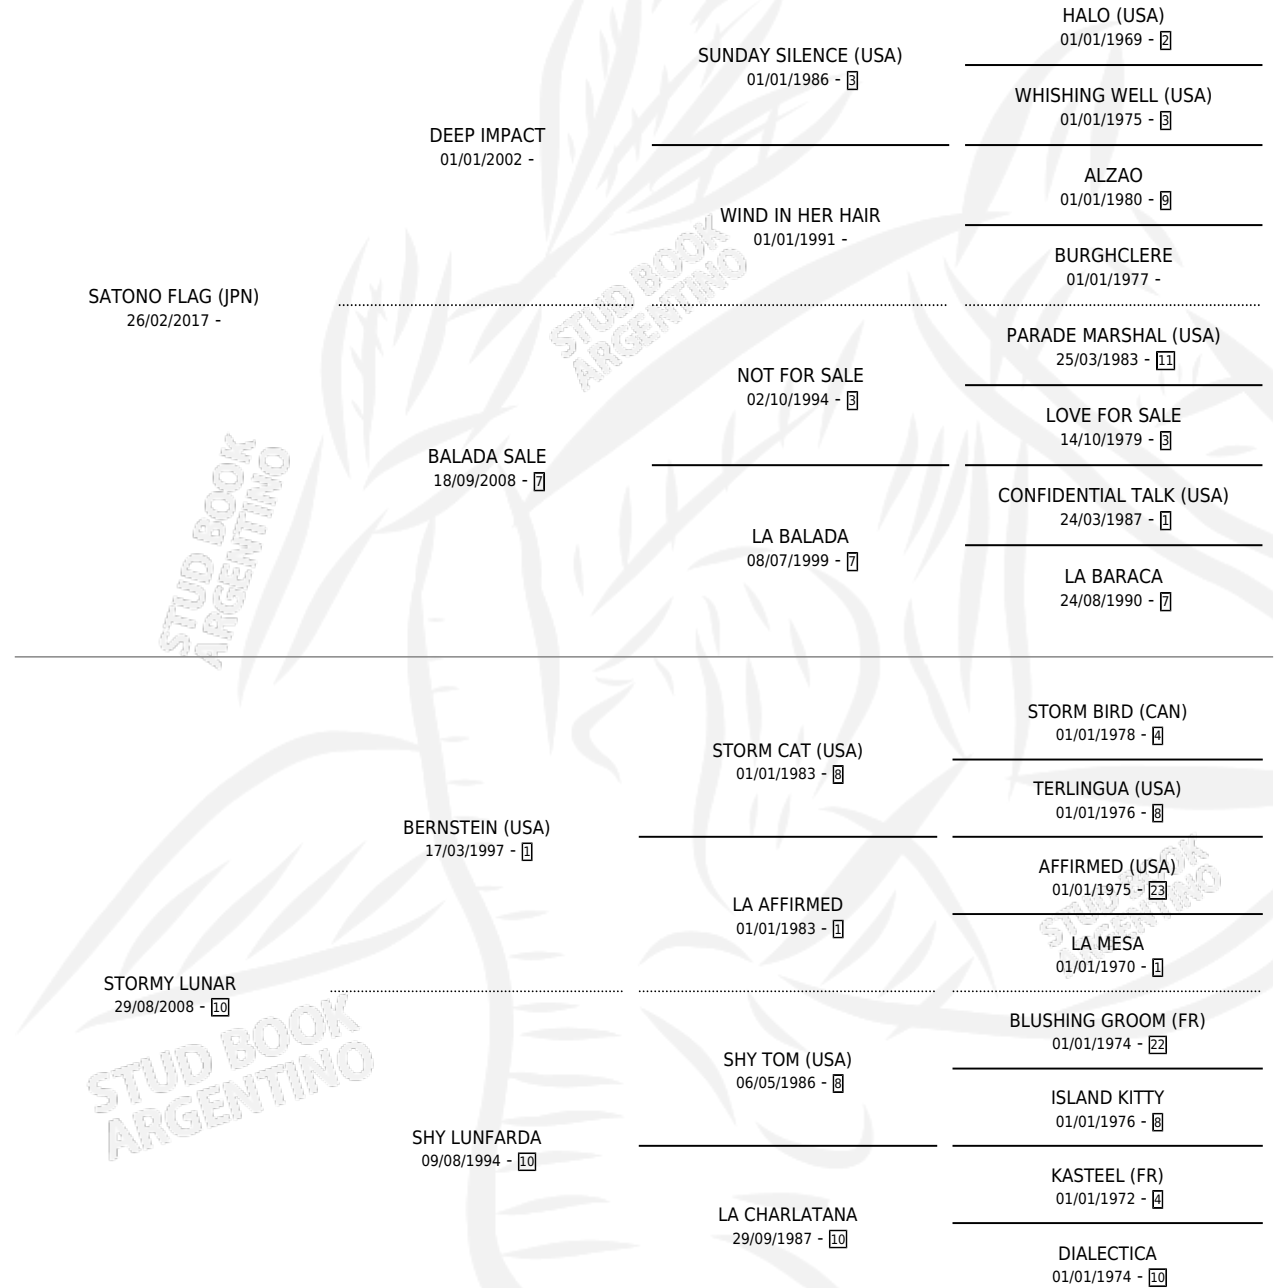 HALO (USA)
01/01/1969 - 2
SUNDAY SILENCE (USA)
01/01/1986 - 3
WHISHING WELL (USA)
01/01/1975 - 3
DEEP IMPACT
01/01/2002 -
ALZAO
01/01/1980 - 9
WIND IN HER HAIR
01/01/1991 -
BURGHCLERE
01/01/1977 -
SATONO FLAG (JPN)
26/02/2017 -
STUD BOOK
ARGENTINO
PARADE MARSHAL (USA)
25/03/1983 - 11
NOT FOR SALE
02/10/1994 - 3
LOVE FOR SALE
14/10/1979 - 3
BALADA SALE
18/09/2008 - 7
CONFIDENTIAL TALK (USA)
24/03/1987 - 1
LA BALADA
08/07/1999 - 7
LA BARACA
24/08/1990 - 7
STUD BOOK
ARGENTINO
STORM BIRD (CAN)
01/01/1978 - 4
STORM CAT (USA)
01/01/1983 - 8
TERLINGUA (USA)
01/01/1976 - 8
BERNSTEIN (USA)
17/03/1997 - 1
AFFIRMED (USA)
01/01/1975 - 23
LA AFFIRMED
01/01/1983 - 1
LA MESA
01/01/1970 - 1
STUD BOOK
ARGENTINO
STORMY LUNAR
29/08/2008 - 10
BLUSHING GROOM (FR)
01/01/1974 - 22
SHY TOM (USA)
06/05/1986 - 8
ISLAND KITTY
01/01/1976 - 8
STUD BOOK
ARGENTINO
SHY LUNFARDA
09/08/1994 - 10
KASTEEL (FR)
01/01/1972 - 4
LA CHARLATANA
29/09/1987 - 10
DIALECTICA
01/01/1974 - 10